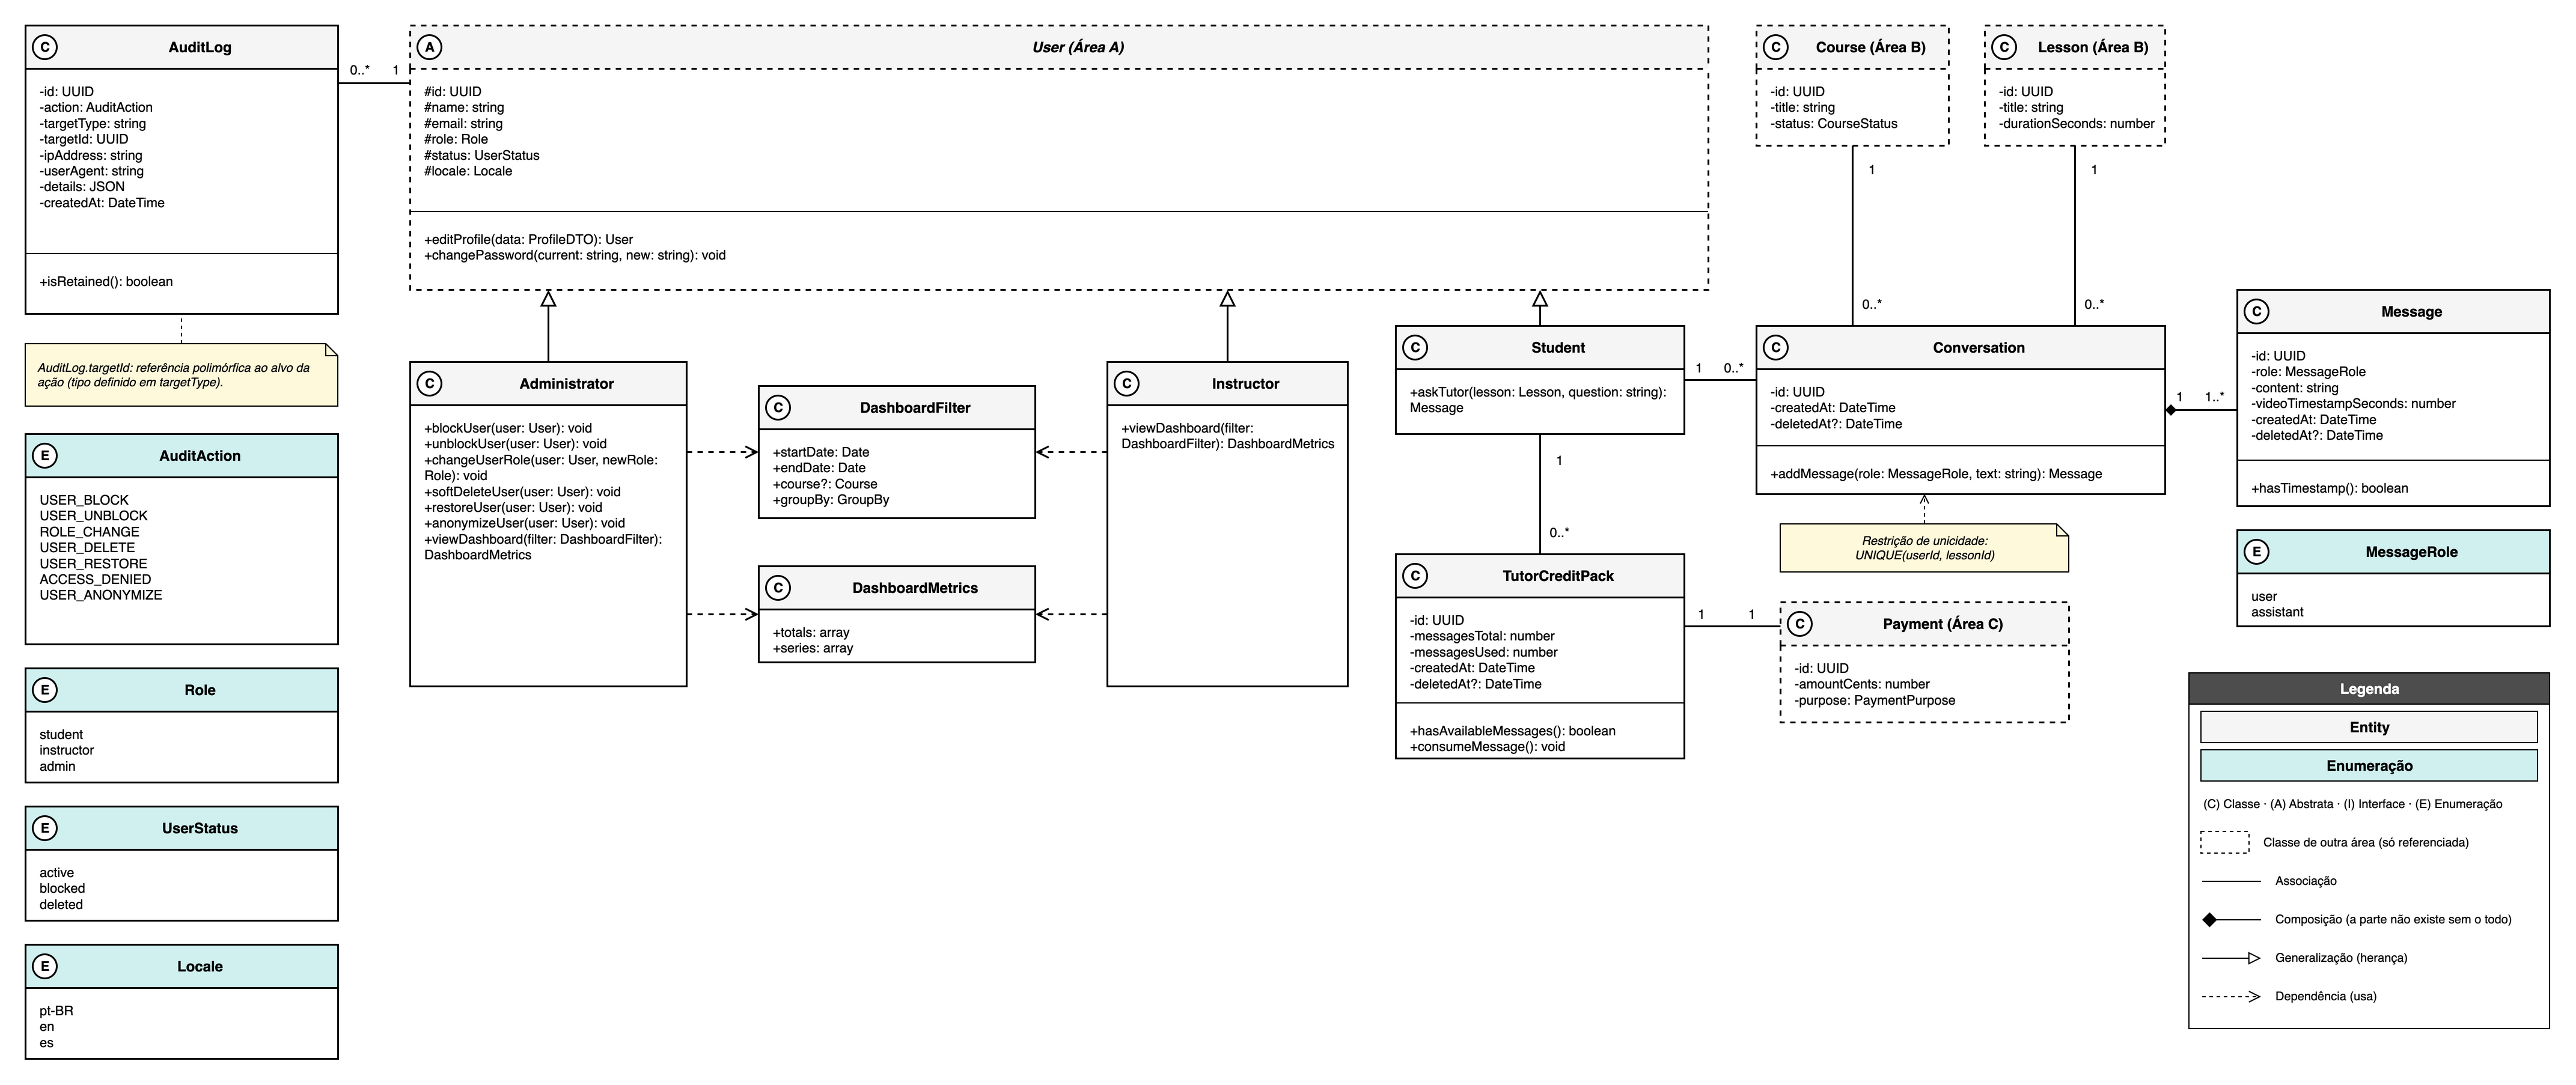 C AuditLog
-id: UUID
-action: AuditAction
-targetType: string
-targetId: UUID
-ipAddress: string
-userAgent: string
-details: JSON
-createdAt: DateTime
+isRetained(): boolean
0..* 1
AuditLog.targetId: referência polimórfica ao alvo da
ação (tipo definido em targetType).
E AuditAction
USER_BLOCK
USER_UNBLOCK
ROLE_CHANGE
USER_DELETE
USER_RESTORE
ACCESS_DENIED
USER_ANONYMIZE
E Role
student
instructor
admin
E UserStatus
active
blocked
deleted
E Locale
pt-BR
en
es
A User (Área A)
#id: UUID
#name: string
#email: string
#role: Role
#status: UserStatus
#locale: Locale
+editProfile(data: ProfileDTO): User
+changePassword(current: string, new: string): void
C Administrator
+blockUser(user: User): void
+unblockUser(user: User): void
+changeUserRole(user: User, newRole:
Role): void
+softDeleteUser(user: User): void
+restoreUser(user: User): void
+anonymizeUser(user: User): void
+viewDashboard(filter: DashboardFilter):
DashboardMetrics
C DashboardFilter
+startDate: Date
+endDate: Date
+course?: Course
+groupBy: GroupBy
C DashboardMetrics
+totals: array
+series: array
C Instructor
+viewDashboard(filter:
DashboardFilter): DashboardMetrics
C Student
+askTutor(lesson: Lesson, question: string):
Message
1 0..*
1
0..*
C TutorCreditPack
-id: UUID
-messagesTotal: number
-messagesUsed: number
-createdAt: DateTime
-deletedAt?: DateTime
+hasAvailableMessages(): boolean
+consumeMessage(): void
1 1
C Course (Área B)
-id: UUID
-title: string
-status: CourseStatus
1
0..*
C Lesson (Área B)
-id: UUID
-title: string
-durationSeconds: number
1
0..*
C Conversation
-id: UUID
-createdAt: DateTime
-deletedAt?: DateTime
+addMessage(role: MessageRole, text: string): Message
1 1..*
Restrição de unicidade:
UNIQUE(userId, lessonId)
C Payment (Área C)
-id: UUID
-amountCents: number
-purpose: PaymentPurpose
C Message
-id: UUID
-role: MessageRole
-content: string
-videoTimestampSeconds: number
-createdAt: DateTime
-deletedAt?: DateTime
+hasTimestamp(): boolean
E MessageRole
user
assistant
Legenda
Entity
Enumeração
(C) Classe · (A) Abstrata · (I) Interface · (E) Enumeração
Classe de outra área (só referenciada)
Associação
Composição (a parte não existe sem o todo)
Generalização (herança)
Dependência (usa)